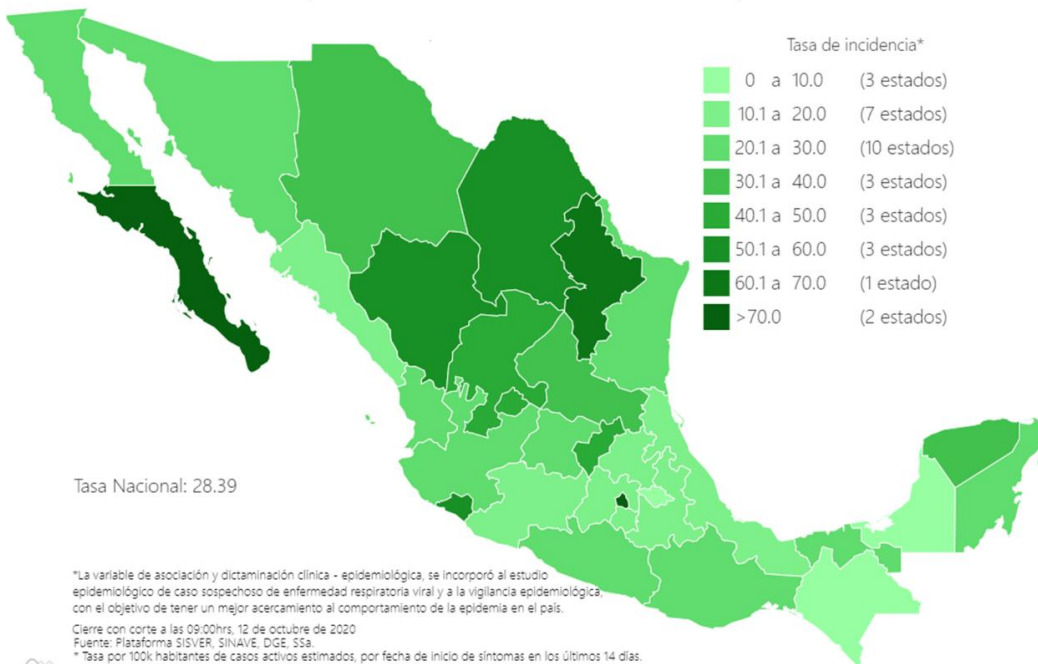 Tasa de incidencia*
0 a 10.0 (3 estados)
10.1 a 20.0 (7 estados)
20.1 a 30.0 (10 estados)
30.1 a 40.0 (3 estados)
40.1 a 50.0 (3 estados)
50.1 a 60.0 (3 estados)
60.1 a 70.0 (1 estado)
>70.0 (2 estados)
Tasa Nacional: 28.39
*La variable de asociación y dictaminación clínica - epidemiológica, se incorporó al estudio
epidemiológico de caso sospechoso de enfermedad respiratoria viral y a la vigilancia epidemiológica,
con el objetivo de tener un mejor acercamiento al comportamiento de la epidemia en el país.
Cierre con corte a las 09:00hrs, 12 de octubre de 2020
Fuente: Plataforma SISVER, SINAVE, DGE, SSa.
* Tasa por 100k habitantes de casos activos estimados, por fecha de inicio de síntomas en los últimos 14 días.